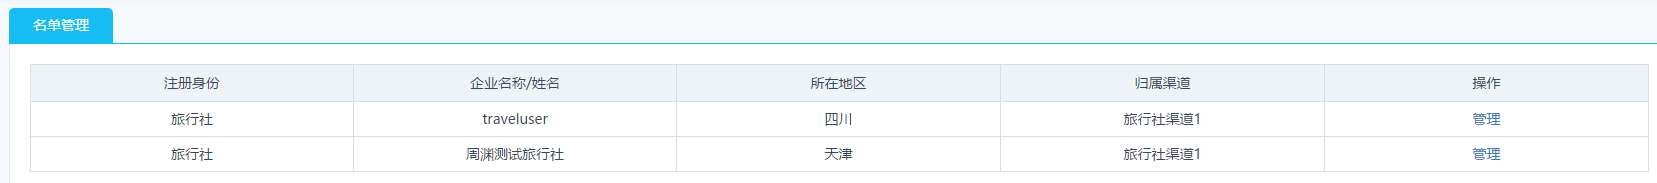 名单管理
注册身份 企业名称/姓名 所在地区 归属渠道 操作
旅行社 traveluser 四川 旅行社渠道1 管理
旅行社 周渊测试旅行社 天津 旅行社渠道1 管理